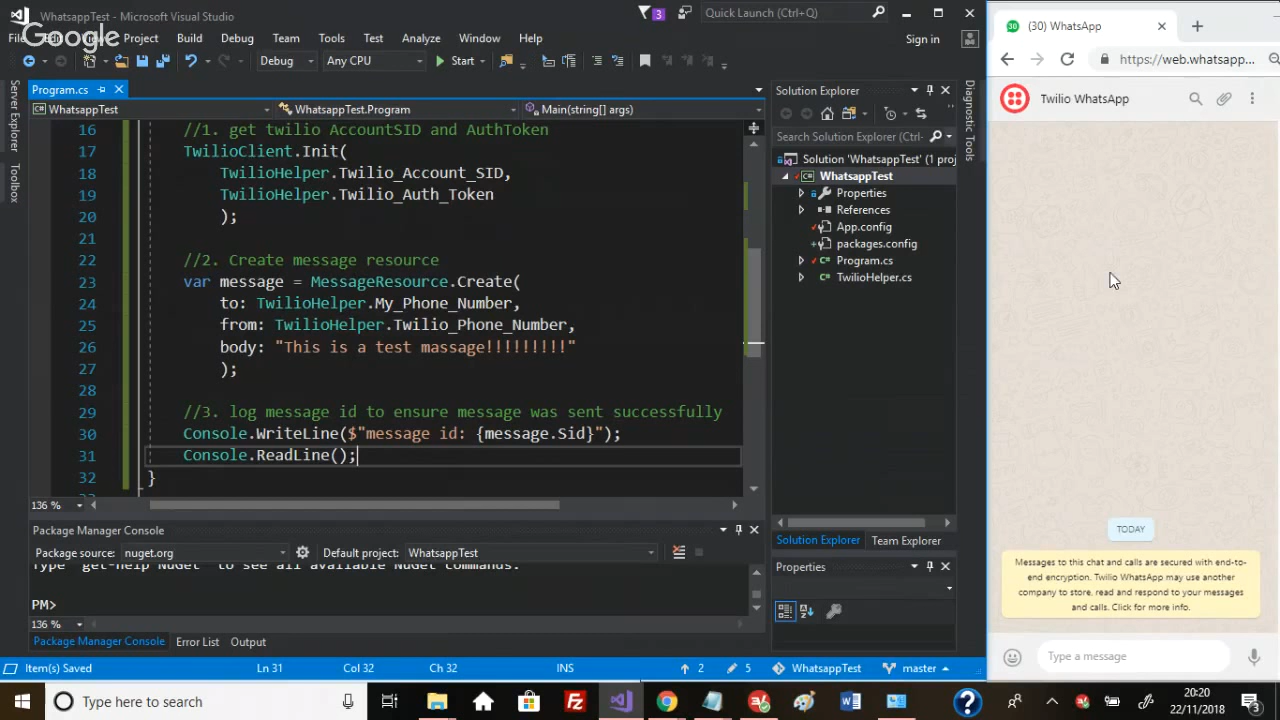 WhatsappTest - Microsoft Visual Studio
3
Quick Launch (Ctrl+Q)
Google
Project Build Debug Team Test Analyze Window Help
Sign in
Debug Any CPU Start
Server Explorer
Toolbox
Program.cs
WhatsappTest WhatsappTest.Program Main(string[] args)
16 //1. get twilio AccountSID and AuthToken
17 TwilioClient.Init(
18 TwilioHelper.Twilio_Account_SID,
19 TwilioHelper.Twilio_Auth_Token
20 );
21
22 //2. Create message resource
23 var message = MessageResource.Create(
24 to: TwilioHelper.My_Phone_Number,
25 from: TwilioHelper.Twilio_Phone_Number,
26 body: "This is a test massage!!!!!!!!!"
27 );
28
29 //3. log message id to ensure message was sent successfully
30 Console.WriteLine($"message id: {message.Sid}");
31 Console.ReadLine();
32 }
136 %
Package Manager Console
Package source: nuget.org Default project: WhatsappTest
Type 'get-help NuGet' to see all available NuGet commands.
PM>
136 %
Package Manager Console Error List Output
Solution Explorer
Search Solution Explorer (Ctrl+
Solution 'WhatsappTest' (1 proj
WhatsappTest
Properties
References
App.config
packages.config
Program.cs
TwilioHelper.cs
Solution Explorer Team Explorer
Properties
Diagnostic Tools
Item(s) Saved Ln 31 Col 32 Ch 32 INS 2 5 WhatsappTest master
30 (30) WhatsApp
https://web.whatsapp...
Twilio WhatsApp
TODAY
Messages to this chat and calls are secured with end-to-
end encryption. Twilio WhatsApp may use another
company to store, read and respond to your messages
and calls. Click for more info.
Type a message
Type here to search
20:20
22/11/2018
3